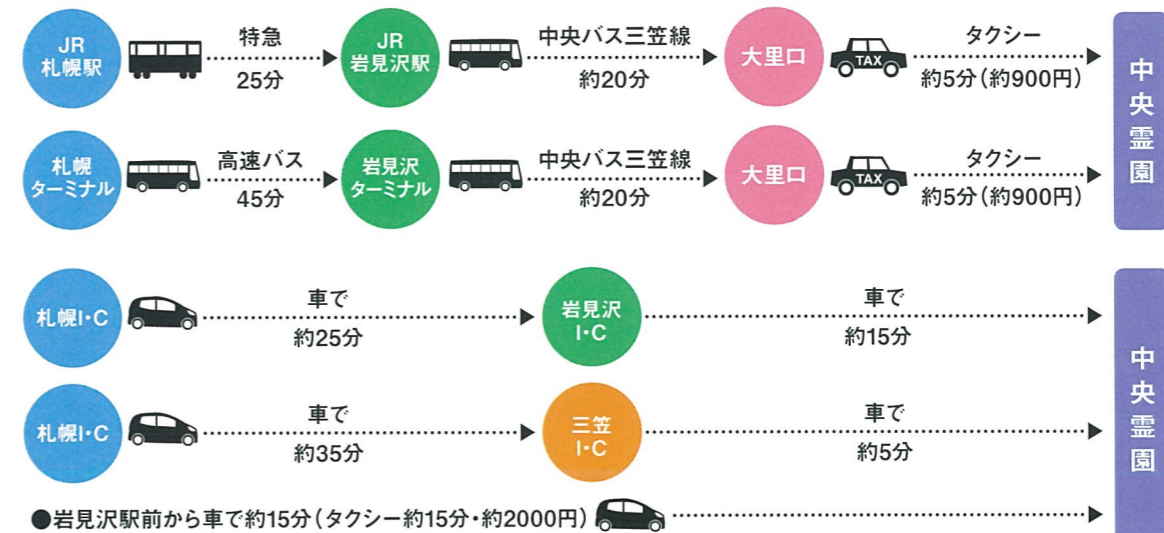 JR
札幌駅
特急
25分
JR
岩見沢駅
中央バス三笠線
約20分
大里口
TAX
タクシー
約5分(約900円)
札幌
ターミナル
高速バス
45分
岩見沢
ターミナル
中央バス三笠線
約20分
大里口
TAX
タクシー
約5分(約900円)
中央霊園
札幌I・C
車で
約25分
岩見沢
I・C
車で
約15分
札幌I・C
車で
約35分
三笠
I・C
車で
約5分
中央霊園
●岩見沢駅前から車で約15分(タクシー約15分・約2000円)